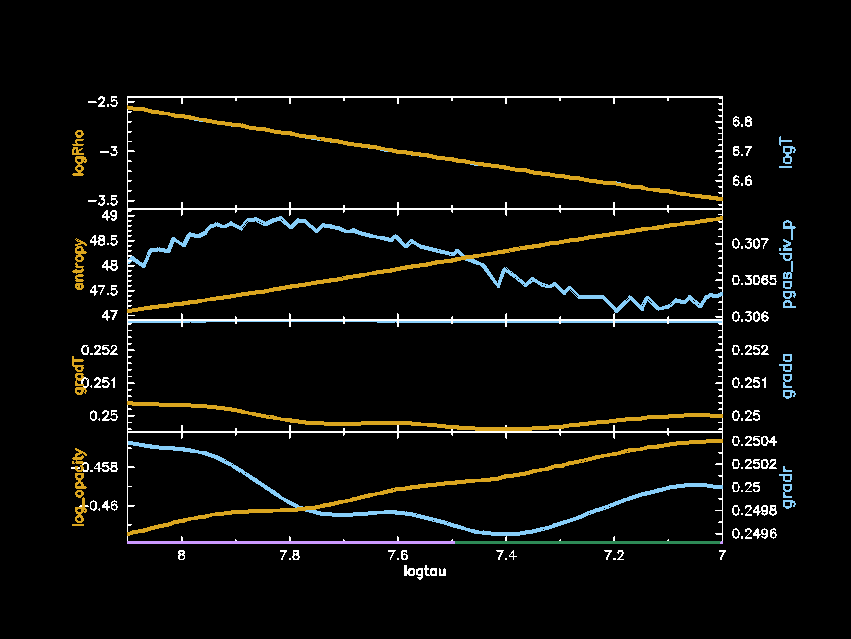 −2.5
−3
−3.5
logRho
6.8
6.7
6.6
logT
49
48.5
48
47.5
47
entropy
0.307
0.3065
0.306
pgas_div_p
0.252
0.251
0.25
gradT
0.252
0.251
0.25
grada
−0.458
−0.46
log_opacity
0.2504
0.2502
0.25
0.2498
0.2496
gradr
8 7.8 7.6 7.4 7.2 7
logtau